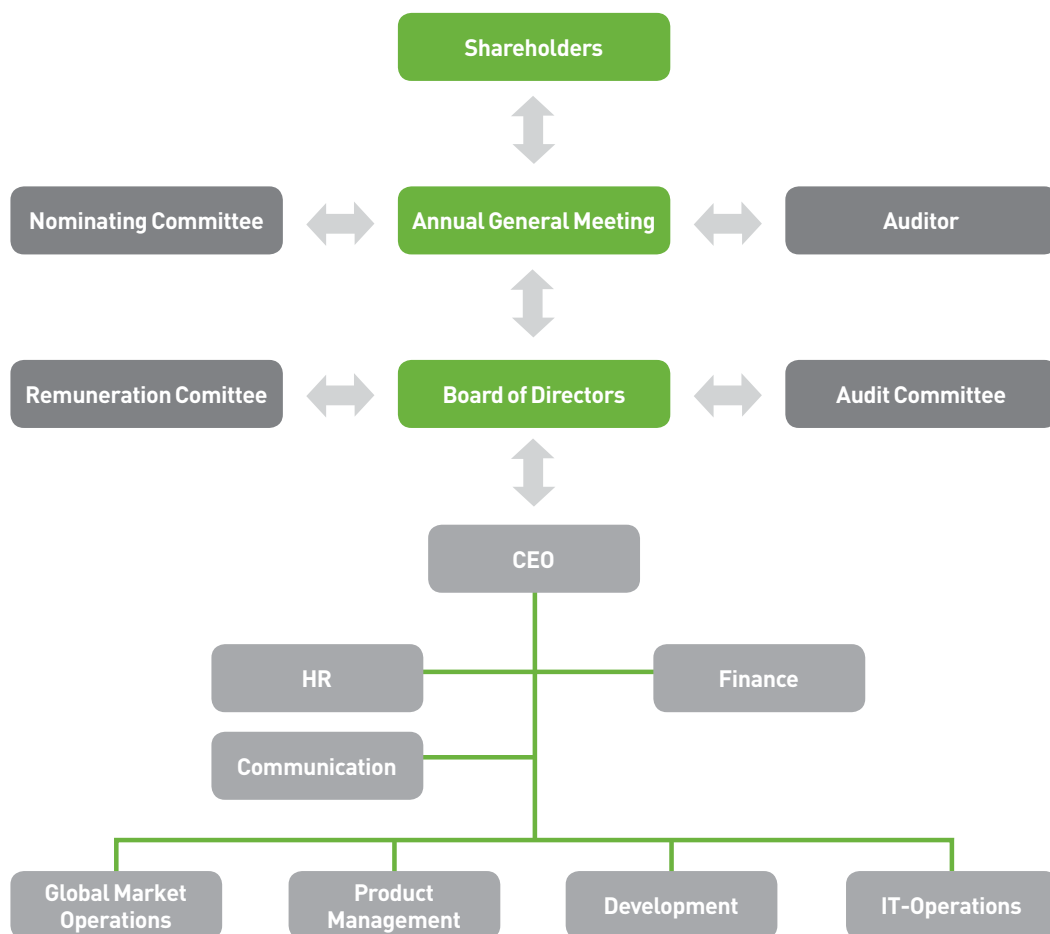 Shareholders
Nominating Committee
Annual General Meeting
Auditor
Remuneration Comittee
Board of Directors
Audit Committee
CEO
HR
Finance
Communication
Global Market
Operations
Product
Management
Development
IT-Operations